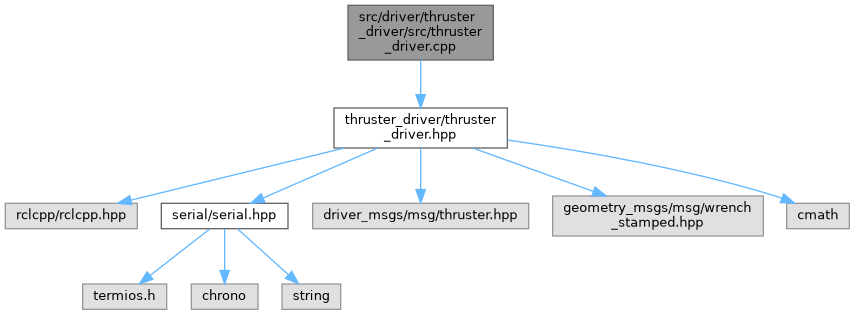 src/driver/thruster
_driver/src/thruster
_driver.cpp
thruster_driver/thruster
_driver.hpp
rclcpp/rclcpp.hpp
serial/serial.hpp
driver_msgs/msg/thruster.hpp
geometry_msgs/msg/wrench
_stamped.hpp
cmath
termios.h
chrono
string